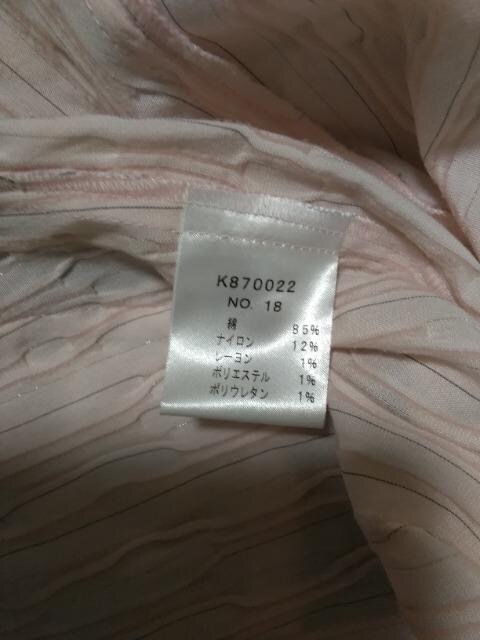 K870022
NO. 18
綿 85%
ナイロン 12%
レーヨン 1%
ポリエステル 1%
ポリウレタン 1%